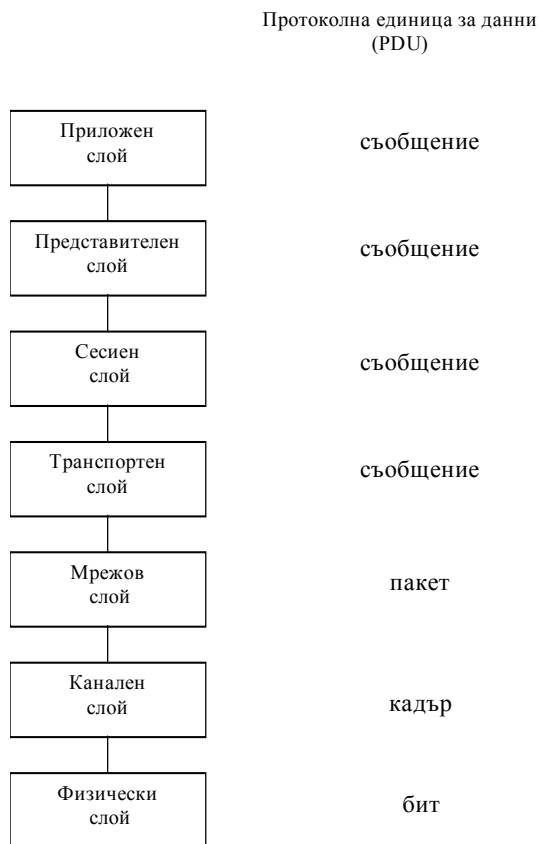 Протоколна единица за данни
(PDU)
Приложен
слой
съобщение
Представителен
слой
съобщение
Сесиен
слой
съобщение
Транспортен
слой
съобщение
Мрежов
слой
пакет
Канален
слой
кадър
Физически
слой
бит